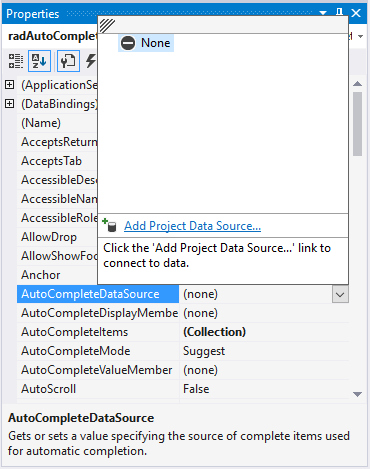 Properties
radAutoComplet
None
(ApplicationSe
(DataBindings)
(Name)
AcceptsReturn
AcceptsTab
AccessibleDesc
AccessibleNam
AccessibleRole
AllowDrop
AllowShowFoc
Anchor
Add Project Data Source...
Click the 'Add Project Data Source...' link to
connect to data.
AutoCompleteDataSource (none)
AutoCompleteDisplayMembe (none)
AutoCompleteItems (Collection)
AutoCompleteMode Suggest
AutoCompleteValueMember (none)
AutoScroll False
AutoCompleteDataSource
Gets or sets a value specifying the source of complete items used
for automatic completion.